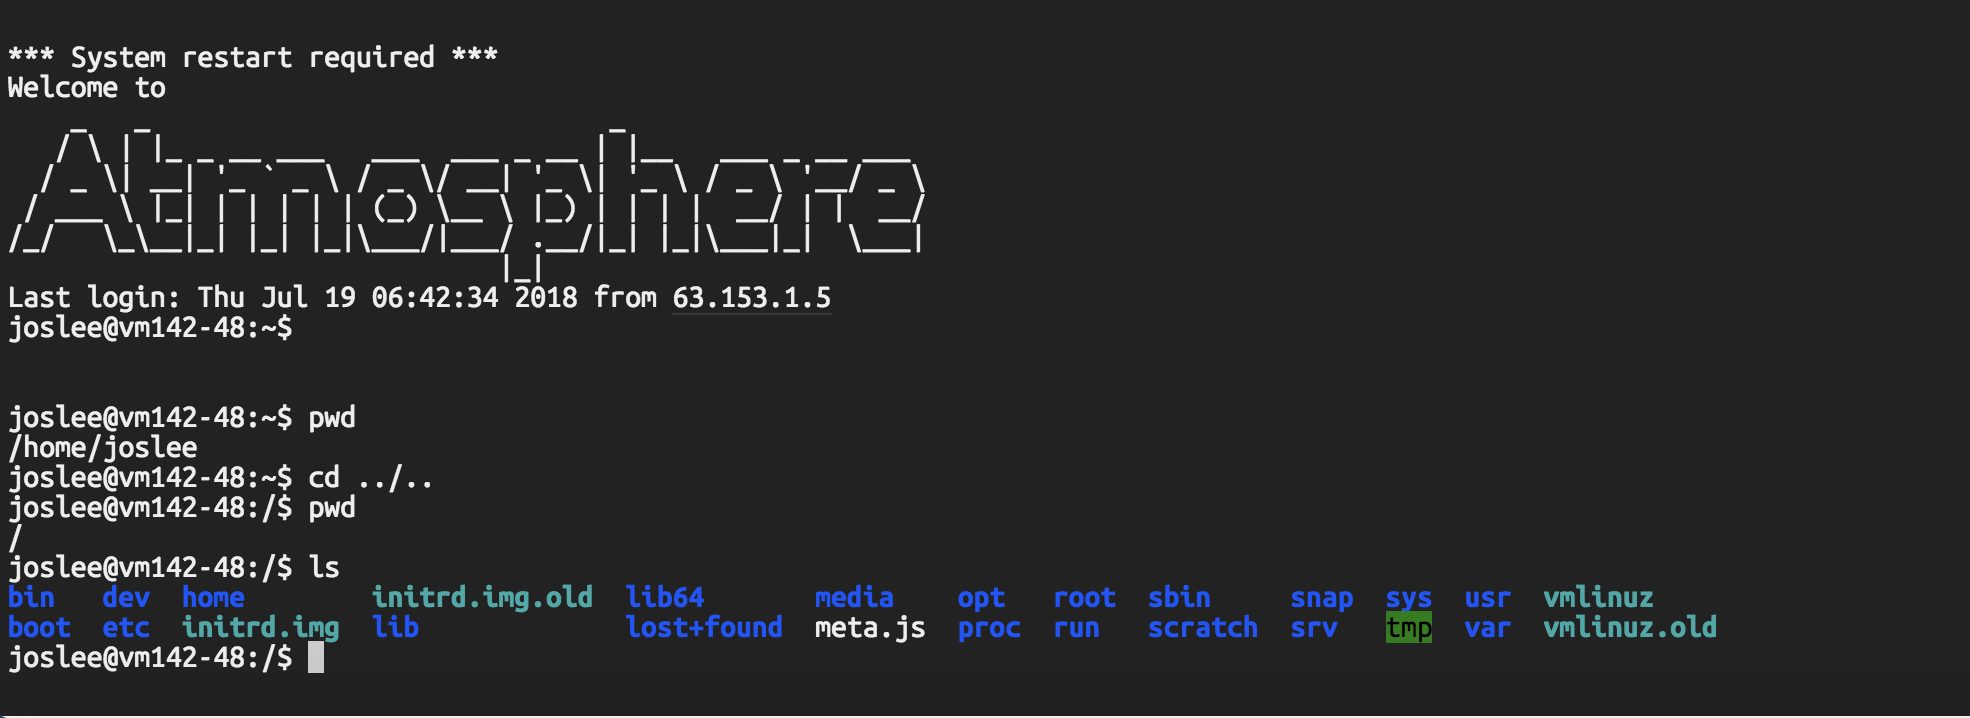 *** System restart required ***
Welcome to
Atmosphere
Last login: Thu Jul 19 06:42:34 2018 from 63.153.1.5
joslee@vm142-48:~$
joslee@vm142-48:~$ pwd
/home/joslee
joslee@vm142-48:~$ cd ../..
joslee@vm142-48:/$ pwd
/
joslee@vm142-48:/$ ls
bin   dev  home        initrd.img.old  lib64       media    opt   root  sbin     snap  sys  usr  vmlinuz
boot  etc  initrd.img  lib             lost+found  meta.js  proc  run   scratch  srv   tmp  var  vmlinuz.old
joslee@vm142-48:/$